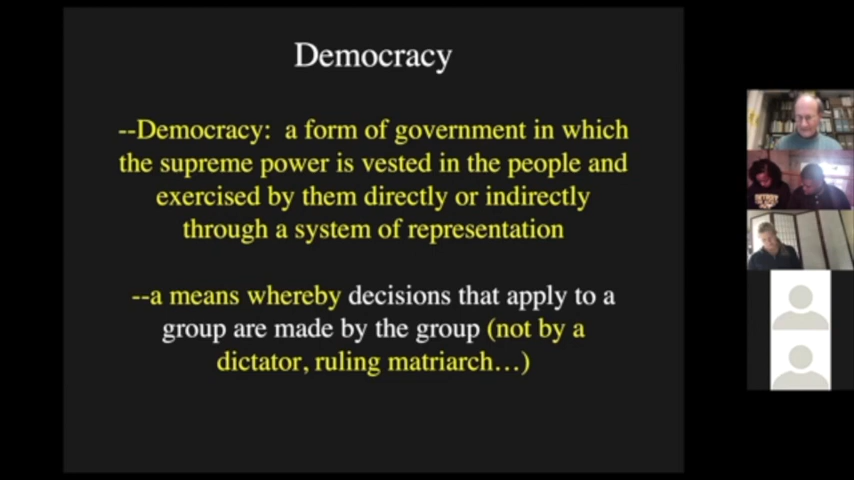 Democracy
--Democracy:  a form of government in which
the supreme power is vested in the people and
exercised by them directly or indirectly
through a system of representation
--a means whereby decisions that apply to a
group are made by the group (not by a
dictator, ruling matriarch…)